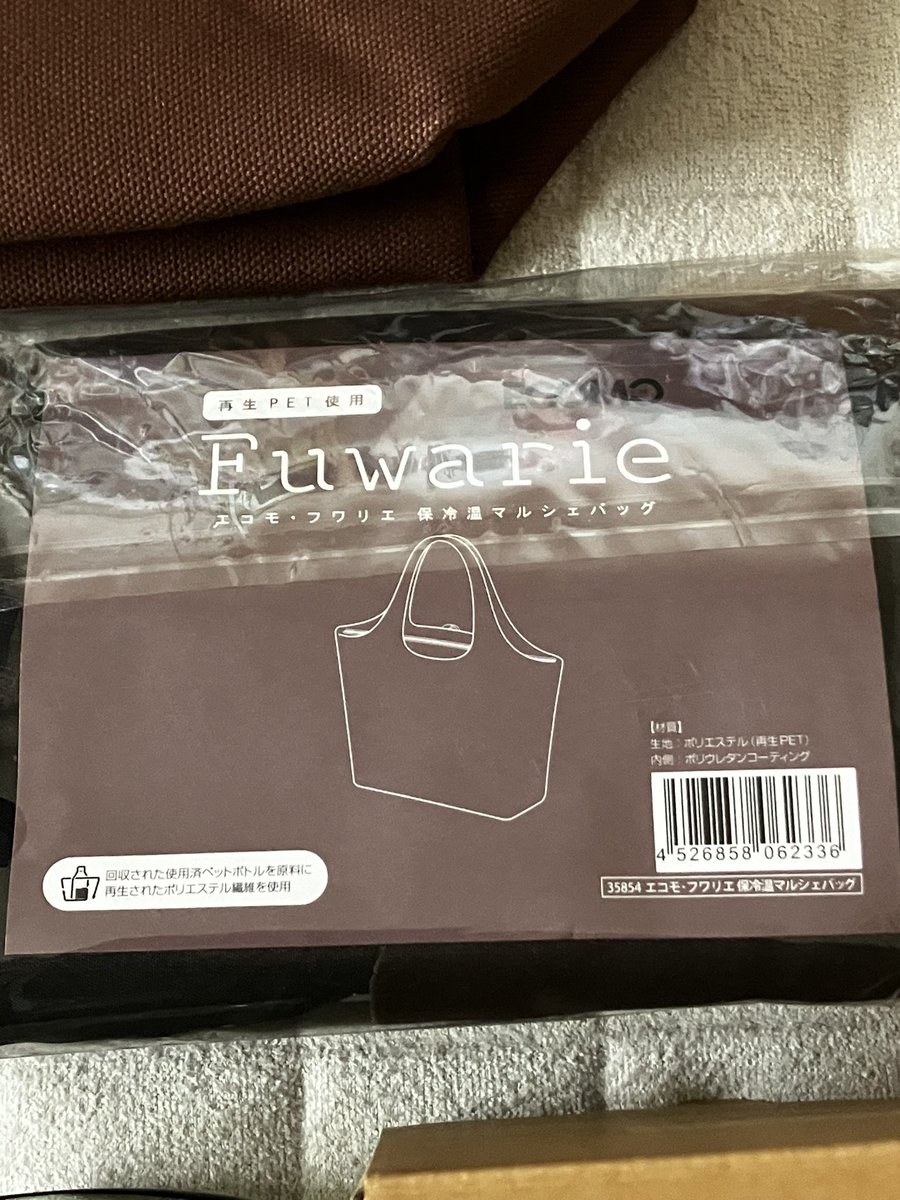 再生PET使用
Fuwarie
エコモ・フワリエ 保冷温マルシェバッグ
【材質】
生地：ポリエステル（再生PET）
内側：ポリウレタンコーティング
4 526858 062336
35854 エコモ・フワリエ 保冷温マルシェバッグ
回収された使用済ペットボトルを原料に
再生されたポリエステル繊維を使用